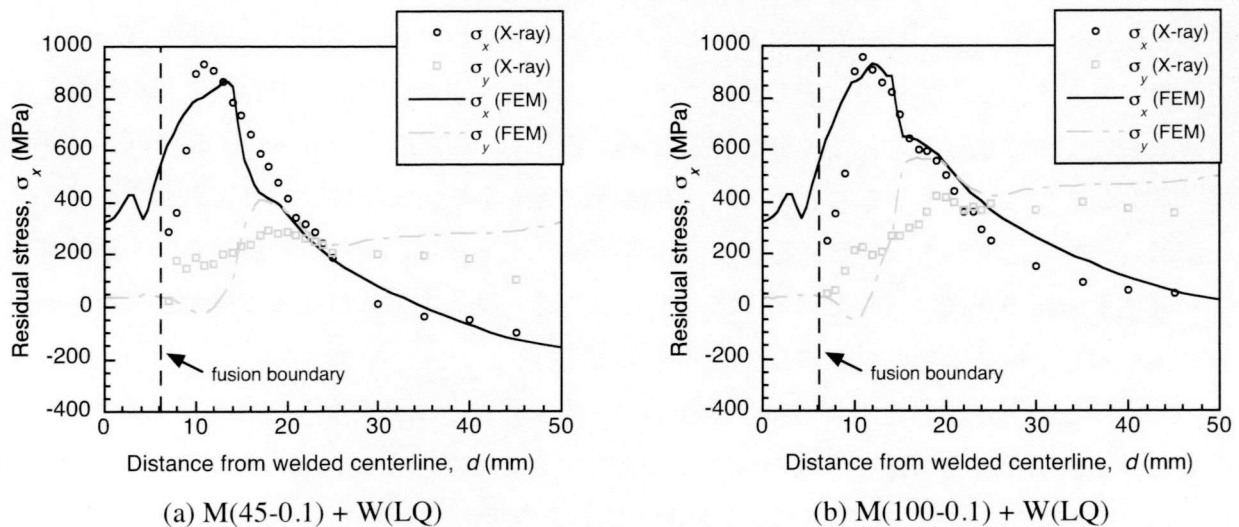 1000
800
600
400
200
0
-200
-400
Residual stress, σx (MPa)
0 10 20 30 40 50
Distance from welded centerline, d (mm)
σx (X-ray)
σy (X-ray)
σx (FEM)
σy (FEM)
fusion boundary
(a) M(45-0.1) + W(LQ)
1000
800
600
400
200
0
-200
-400
Residual stress, σx (MPa)
0 10 20 30 40 50
Distance from welded centerline, d (mm)
σx (X-ray)
σy (X-ray)
σx (FEM)
σy (FEM)
fusion boundary
(b) M(100-0.1) + W(LQ)